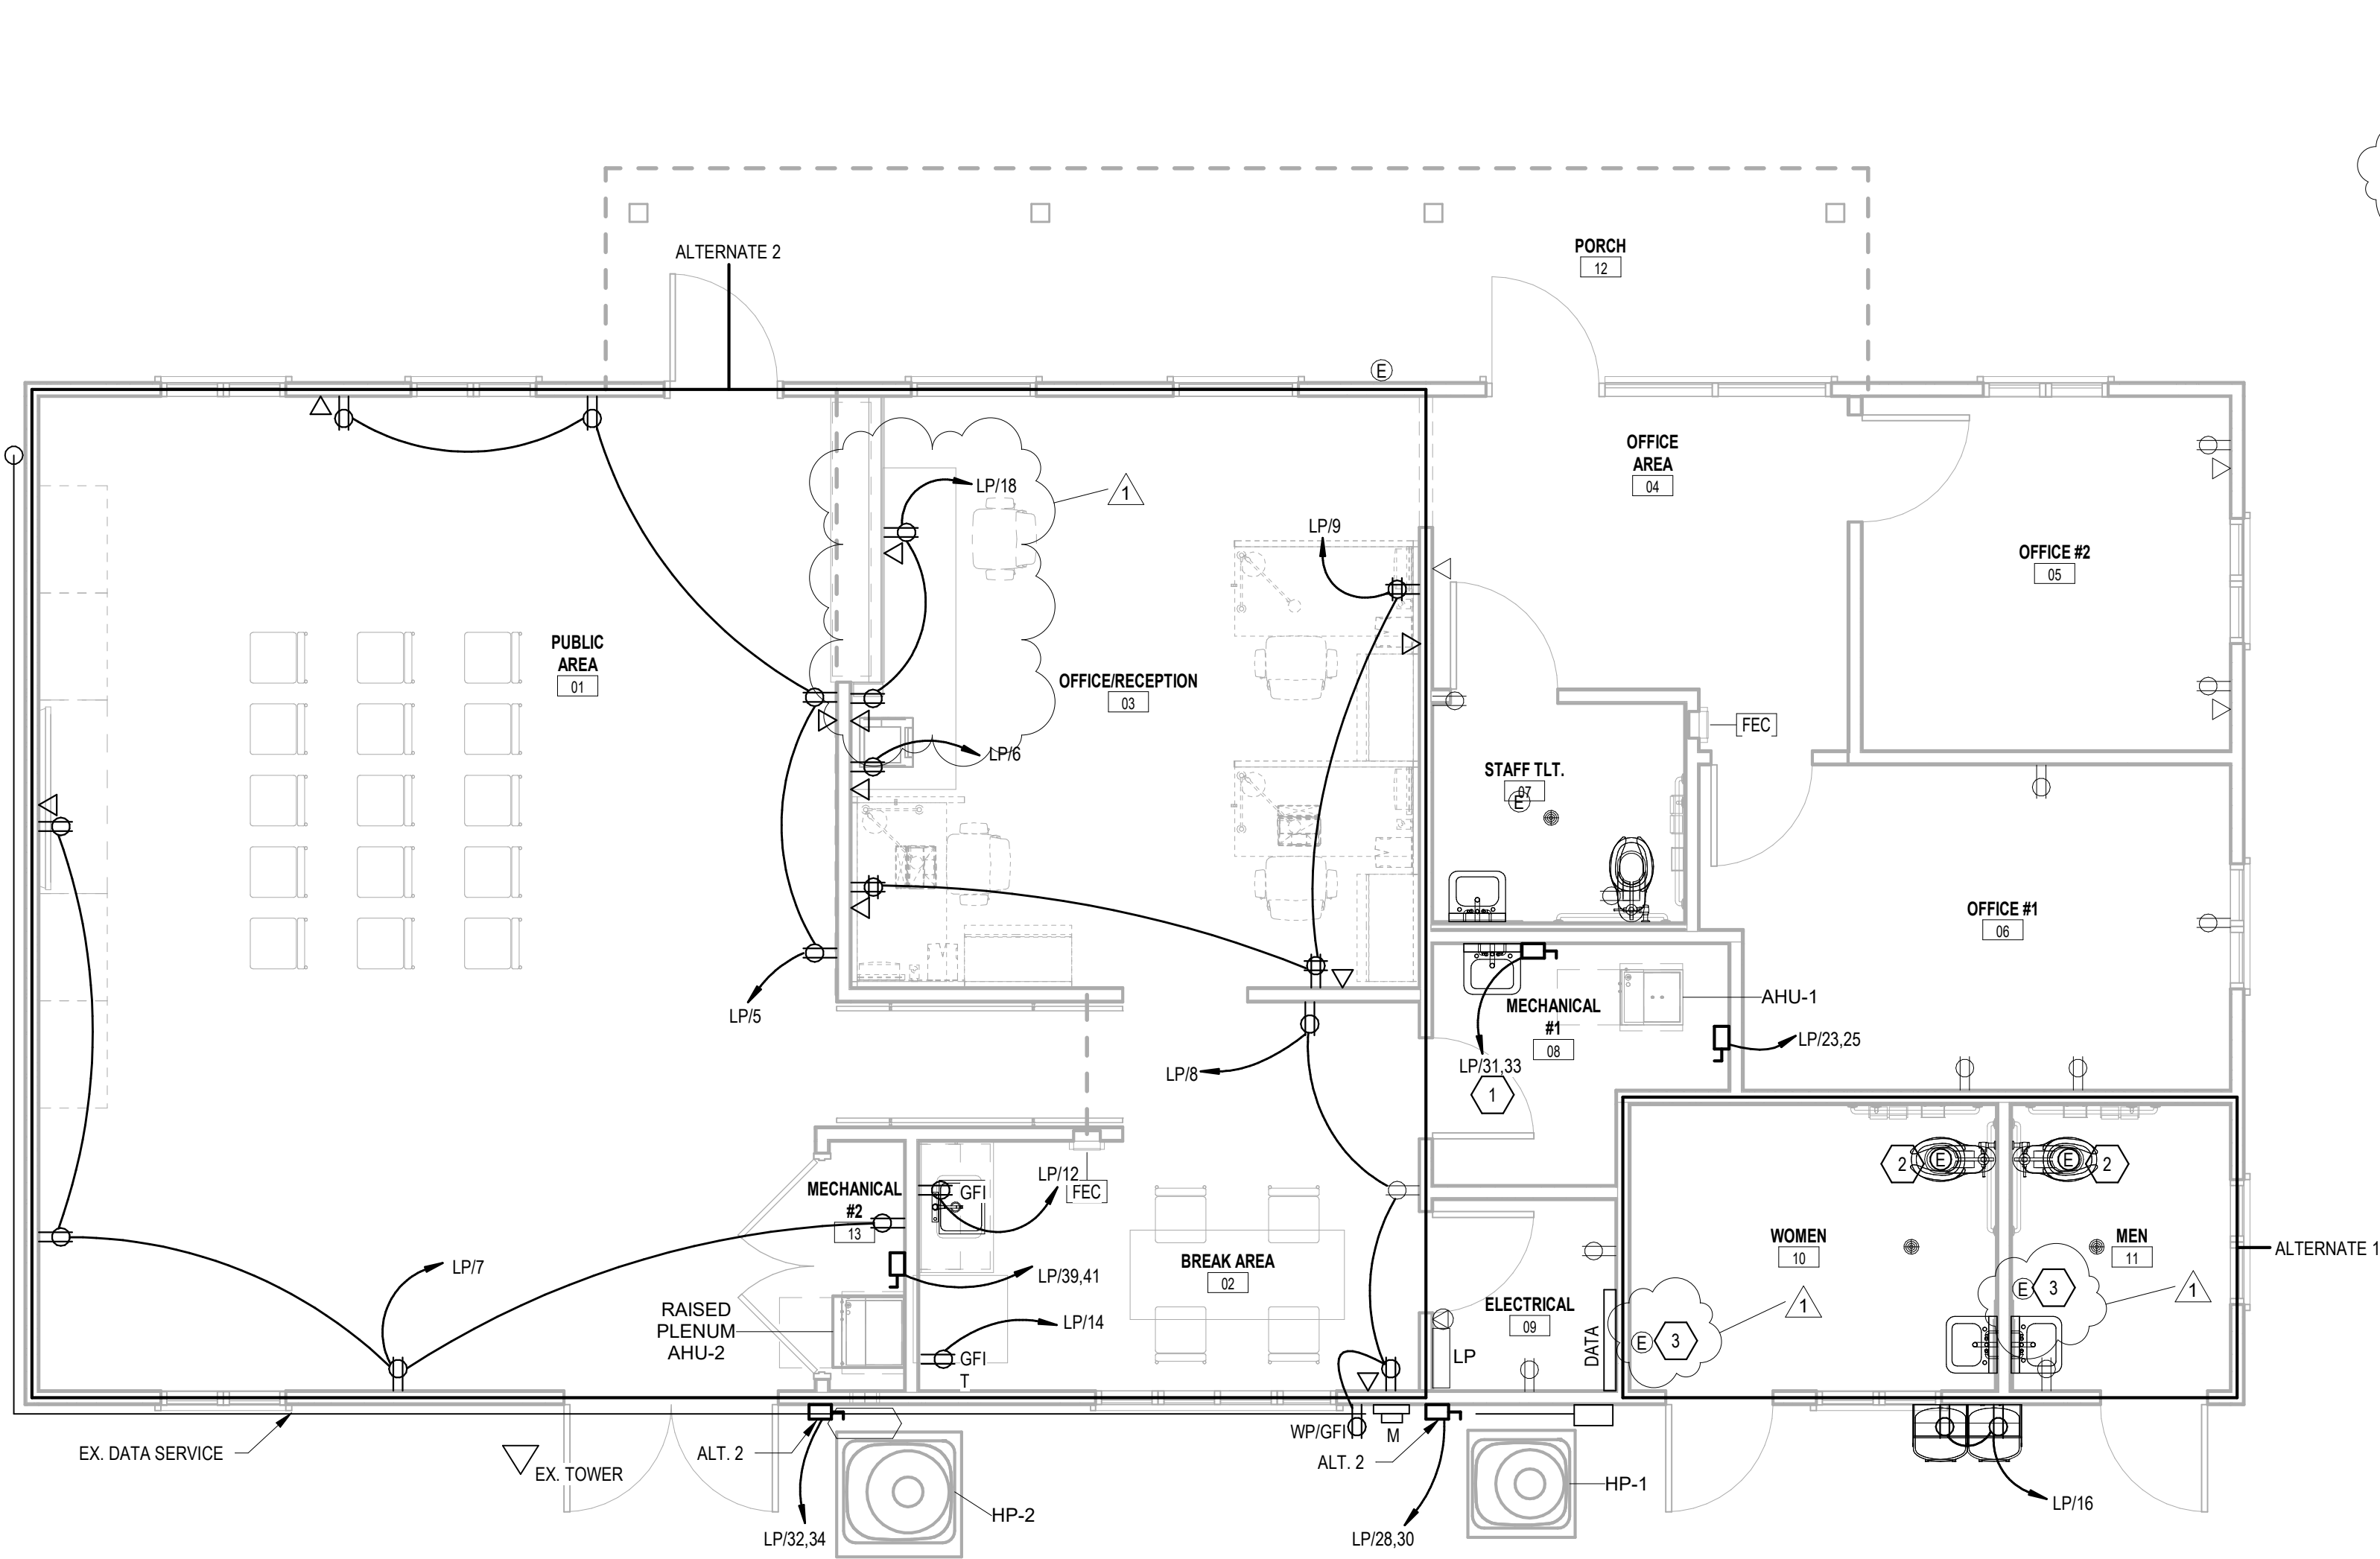 ALTERNATE 2
PORCH
12
E
OFFICE
AREA
04
LP/18
1
LP/9
OFFICE #2
05
PUBLIC
AREA
01
OFFICE/RECEPTION
03
FEC
LP/6
STAFF TLT.
07
E
OFFICE #1
06
AHU-1
MECHANICAL
#1
08
LP/5
LP/23,25
LP/31,33
LP/8
1
LP/12
GFI
FEC
MECHANICAL
#2
13
2
E
E
2
WOMEN
10
MEN
11
ALTERNATE 1
LP/7
LP/39,41
BREAK AREA
02
E
3
1
RAISED
PLENUM
AHU-2
LP/14
ELECTRICAL
09
1
E
3
DATA
LP
GFI
T
EX. DATA SERVICE
EX. TOWER
ALT. 2
WP/GFI
M
ALT. 2
HP-2
HP-1
LP/16
LP/32,34
LP/28,30